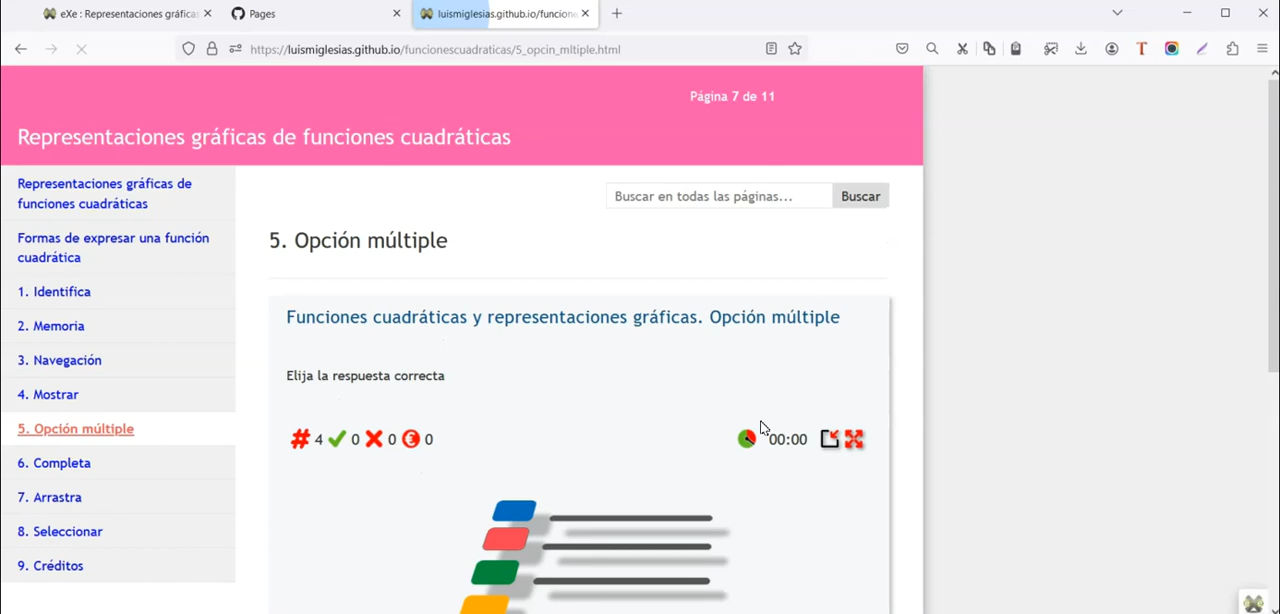 eXe : Representaciones gráficas
Pages
luismiglesias.github.io/funcione
https://luismiglesias.github.io/funcionescuadraticas/5_opcin_mltiple.html
Página 7 de 11
Representaciones gráficas de funciones cuadráticas
Representaciones gráficas de
funciones cuadráticas
Formas de expresar una función
cuadrática
1. Identifica
2. Memoria
3. Navegación
4. Mostrar
5. Opción múltiple
6. Completa
7. Arrastra
8. Seleccionar
9. Créditos
Buscar en todas las páginas...
Buscar
5. Opción múltiple
Funciones cuadráticas y representaciones gráficas. Opción múltiple
Elija la respuesta correcta
4 0 0 0
00:00